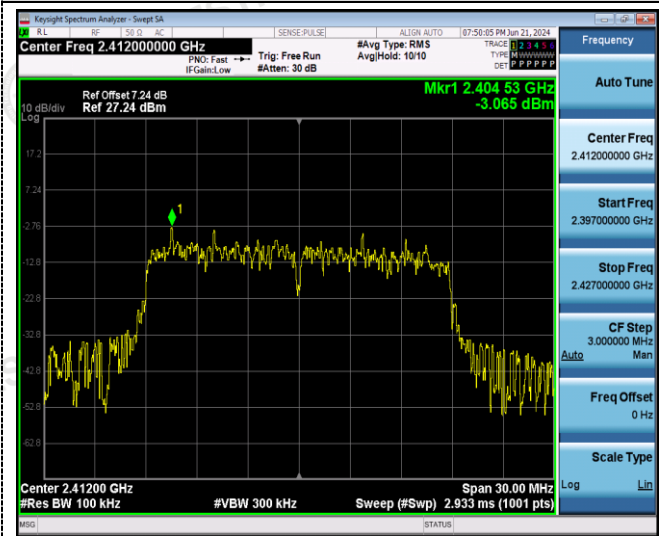 Keysight Spectrum Analyzer - Swept SA
RL RF 50 Ω AC SENSE:PULSE ALIGN AUTO 07:50:05 PM Jun 21, 2024
Center Freq 2.412000000 GHz
PNO: Fast
IFGain:Low
Trig: Free Run
#Atten: 30 dB
#Avg Type: RMS
Avg|Hold: 10/10
TRACE 1 2 3 4 5 6
TYPE M WWWWW
DET P P P P P P
Ref Offset 7.24 dB
10 dB/div Ref 27.24 dBm
Log
Mkr1 2.404 53 GHz
-3.065 dBm
17.2
7.24
-2.76
-12.8
-22.8
-32.8
-42.8
-52.8
-62.8
1
Center 2.41200 GHz
#Res BW 100 kHz
#VBW 300 kHz
Span 30.00 MHz
Sweep (#Swp) 2.933 ms (1001 pts)
MSG
STATUS
Frequency
Auto Tune
Center Freq
2.412000000 GHz
Start Freq
2.397000000 GHz
Stop Freq
2.427000000 GHz
CF Step
3.000000 MHz
Auto Man
Freq Offset
0 Hz
Scale Type
Log Lin